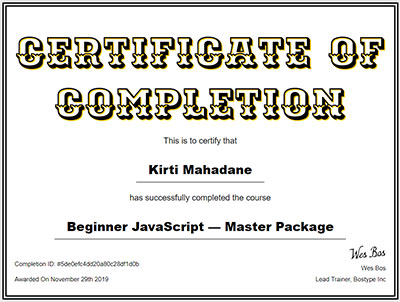 CERTIFICATE OF
COMPLETION
This is to certify that
Kirti Mahadane
has successfully completed the course
Beginner JavaScript — Master Package
Wes Bos
Completion ID: #5de0efc4dd20a80c28df1d0b
Wes Bos
Awarded On November 29th 2019
Lead Trainer, Bostype Inc